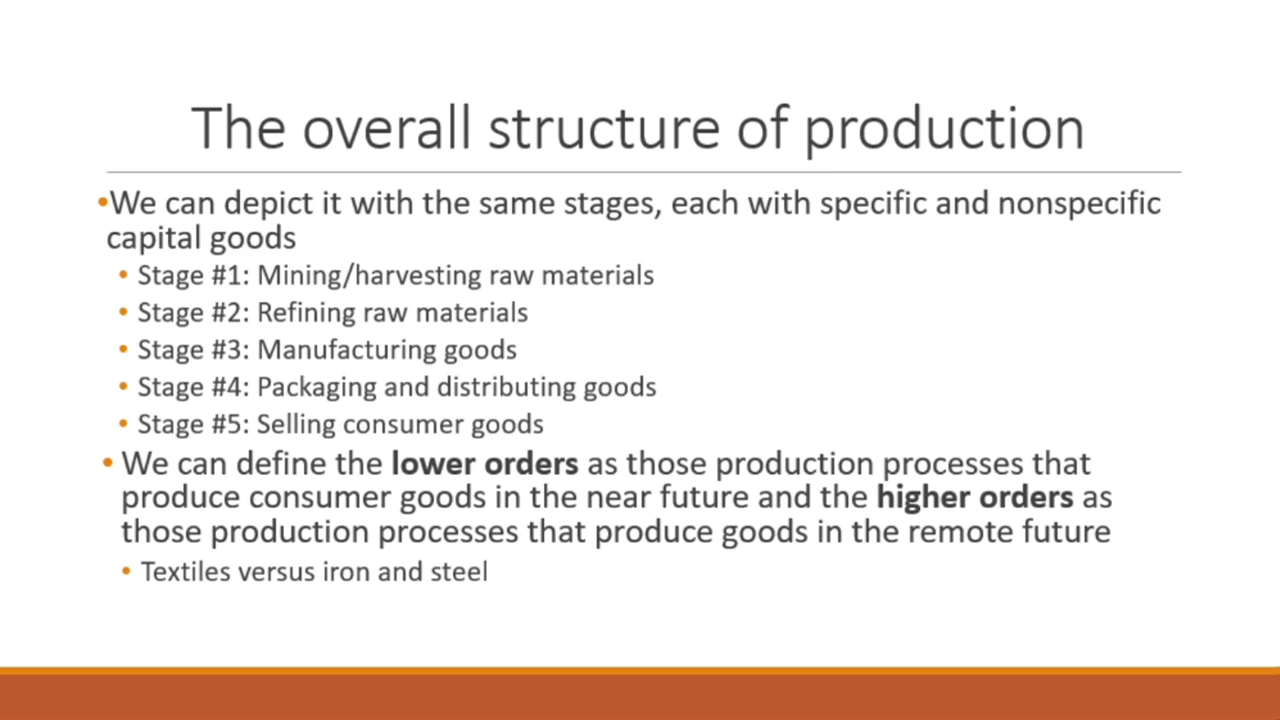 The overall structure of production
•We can depict it with the same stages, each with specific and nonspecific
capital goods
• Stage #1: Mining/harvesting raw materials
• Stage #2: Refining raw materials
• Stage #3: Manufacturing goods
• Stage #4: Packaging and distributing goods
• Stage #5: Selling consumer goods
• We can define the lower orders as those production processes that
produce consumer goods in the near future and the higher orders as
those production processes that produce goods in the remote future
• Textiles versus iron and steel